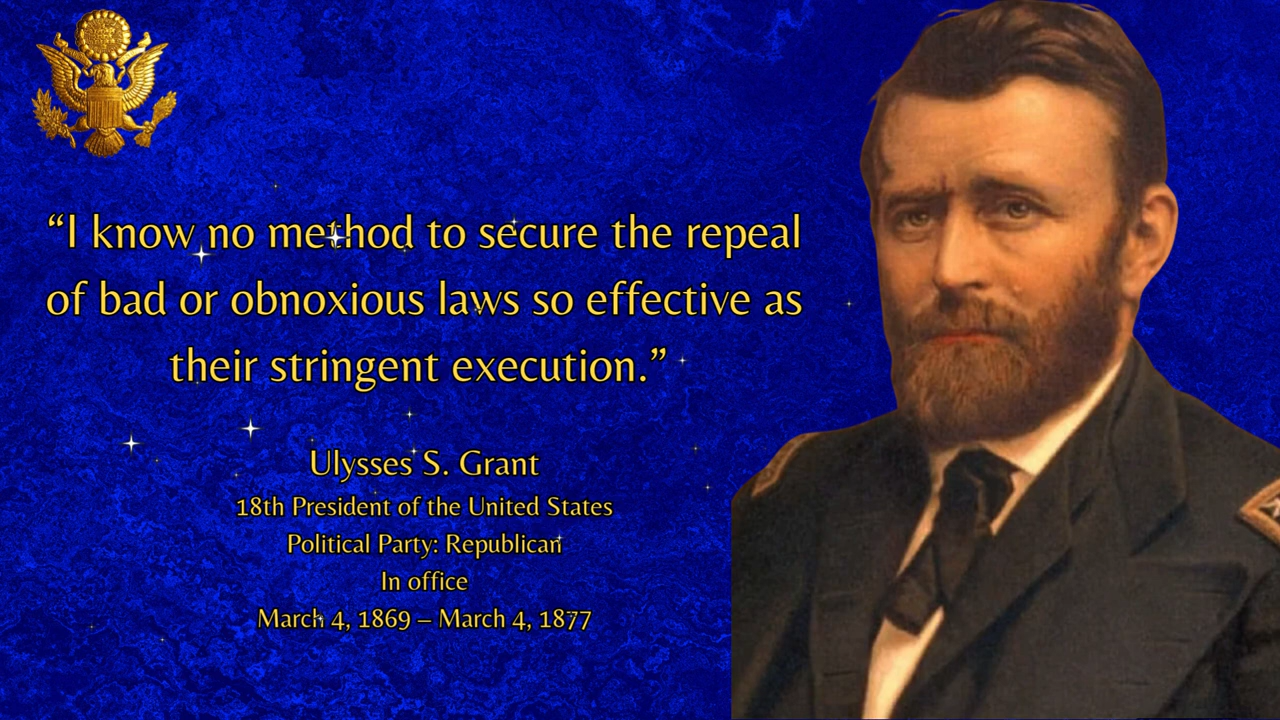 “I know no method to secure the repeal
of bad or obnoxious laws so effective as
their stringent execution.”
Ulysses S. Grant
18th President of the United States
Political Party: Republican
In office
March 4, 1869 – March 4, 1877